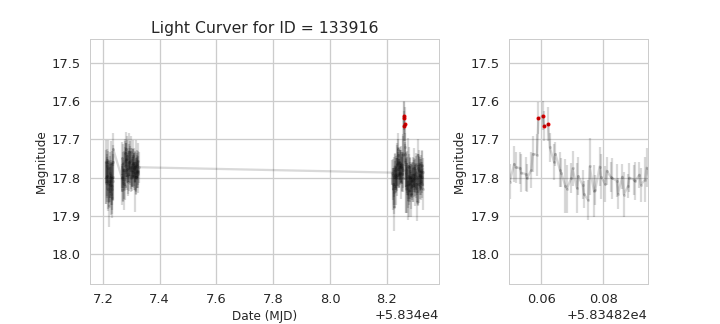 Light Curver for ID = 133916
Magnitude
17.5
17.6
17.7
17.8
17.9
18.0
7.2 7.4 7.6 7.8 8.0 8.2
Date (MJD)
+5.834e4
Magnitude
17.5
17.6
17.7
17.8
17.9
18.0
0.06 0.08
+5.83482e4